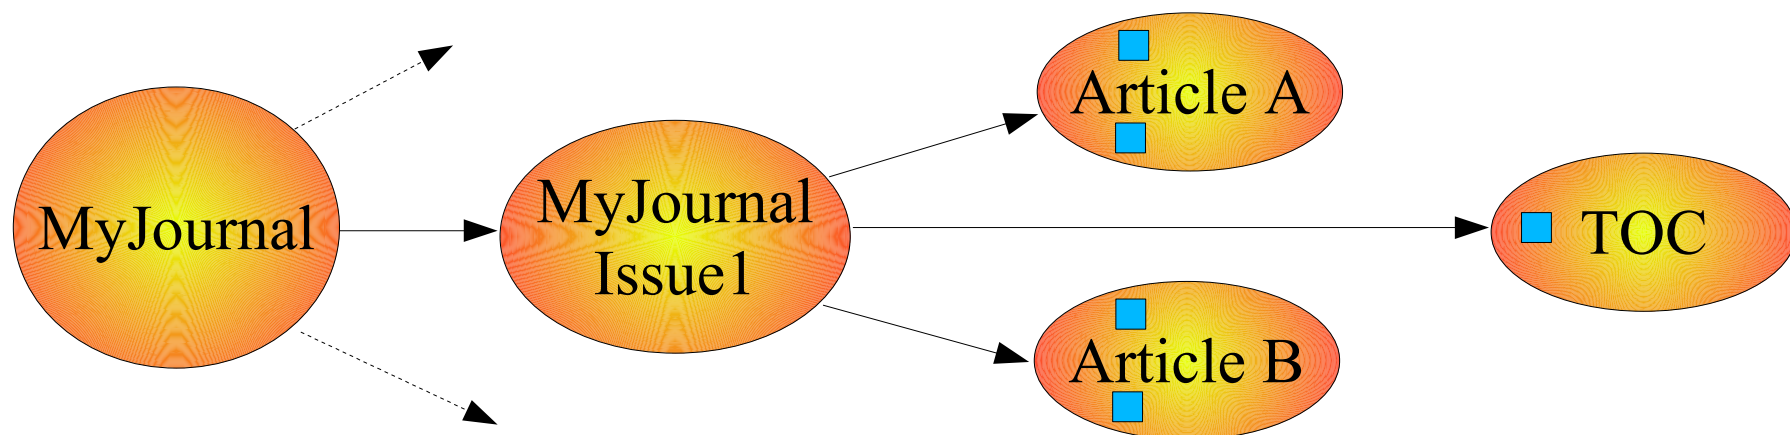 MyJournal
MyJournal
Issue1
Article A
TOC
Article B